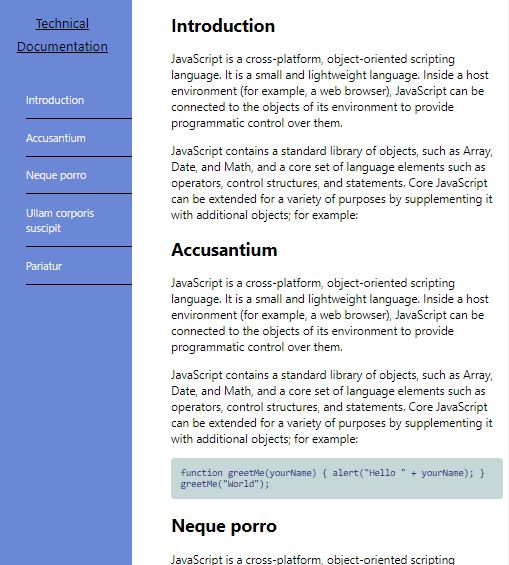 Technical
Documentation
Introduction
Accusantium
Neque porro
Ullam corporis
suscipit
Pariatur
Introduction
JavaScript is a cross-platform, object-oriented scripting
language. It is a small and lightweight language. Inside a host
environment (for example, a web browser), JavaScript can be
connected to the objects of its environment to provide
programmatic control over them.
JavaScript contains a standard library of objects, such as Array,
Date, and Math, and a core set of language elements such as
operators, control structures, and statements. Core JavaScript
can be extended for a variety of purposes by supplementing it
with additional objects; for example:
Accusantium
JavaScript is a cross-platform, object-oriented scripting
language. It is a small and lightweight language. Inside a host
environment (for example, a web browser), JavaScript can be
connected to the objects of its environment to provide
programmatic control over them.
JavaScript contains a standard library of objects, such as Array,
Date, and Math, and a core set of language elements such as
operators, control structures, and statements. Core JavaScript
can be extended for a variety of purposes by supplementing it
with additional objects; for example:
function greetMe(yourName) { alert("Hello " + yourName); }
greetMe("World");
Neque porro
JavaScript is a cross-platform, object-oriented scripting